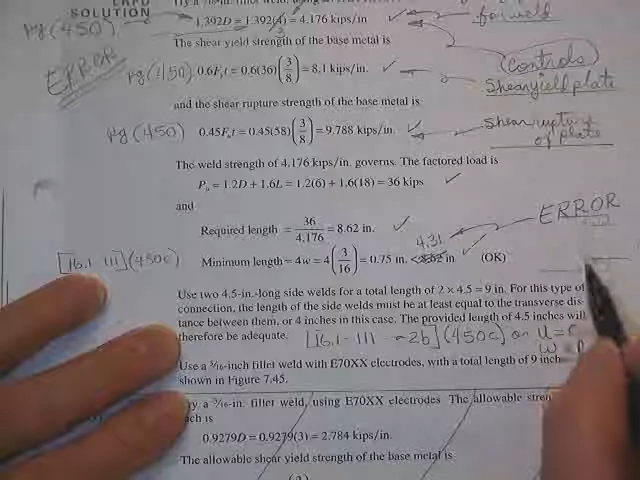 SOLUTION
1.392D = 1.392(4) = 4.176 kips/in
3
for weld
pg (450)
The shear yield strength of the base metal is
ERROR
(Controls)
pg (450) 0.6Fyt = 0.6(36)(3/8) = 8.1 kips/in.
Shear yield plate
and the shear rupture strength of the base metal is
pg (450) 0.45Fut = 0.45(58)(3/8) = 9.788 kips/in.
Shear rupture
of plate
The weld strength of 4.176 kips/in. governs. The factored load is
Pu = 1.2D + 1.6L = 1.2(6) + 1.6(18) = 36 kips
and
ERROR
Required length = 36/4.176 = 8.62 in.
4.31
[16.1-111](450c) Minimum length = 4w = 4(3/16) = 0.75 in. < 8.62 in (OK)
Use two 4.5-in.-long side welds for a total length of 2 × 4.5 = 9 in. For this type of
connection, the length of the side welds must be at least equal to the transverse dis-
tance between them, or 4 inches in this case. The provided length of 4.5 inches will
therefore be adequate. [16.1-111 - 2b] (450c) on U =
W =
Use a 3/16-inch fillet weld with E70XX electrodes, with a total length of 9 inch
shown in Figure 7.45.
Try a 3/16-in. fillet weld, using E70XX electrodes The allowable stren
0.9279D = 0.9279(3) = 2.784 kips/in.
The allowable shear yield strength of the base metal is